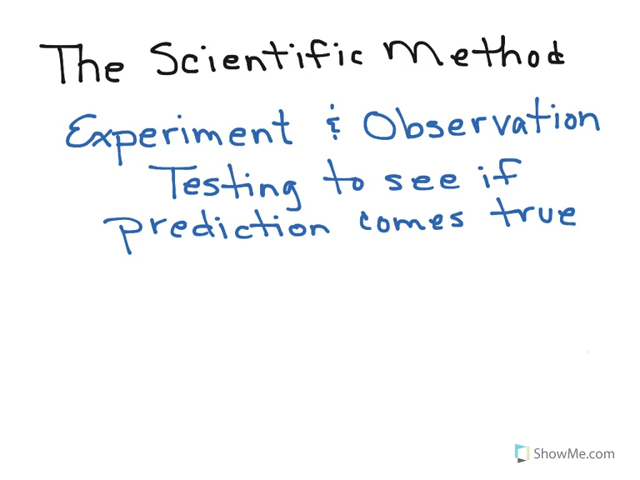 The Scientific Method
Experiment & Observation
Testing to see if
prediction comes true
ShowMe.com